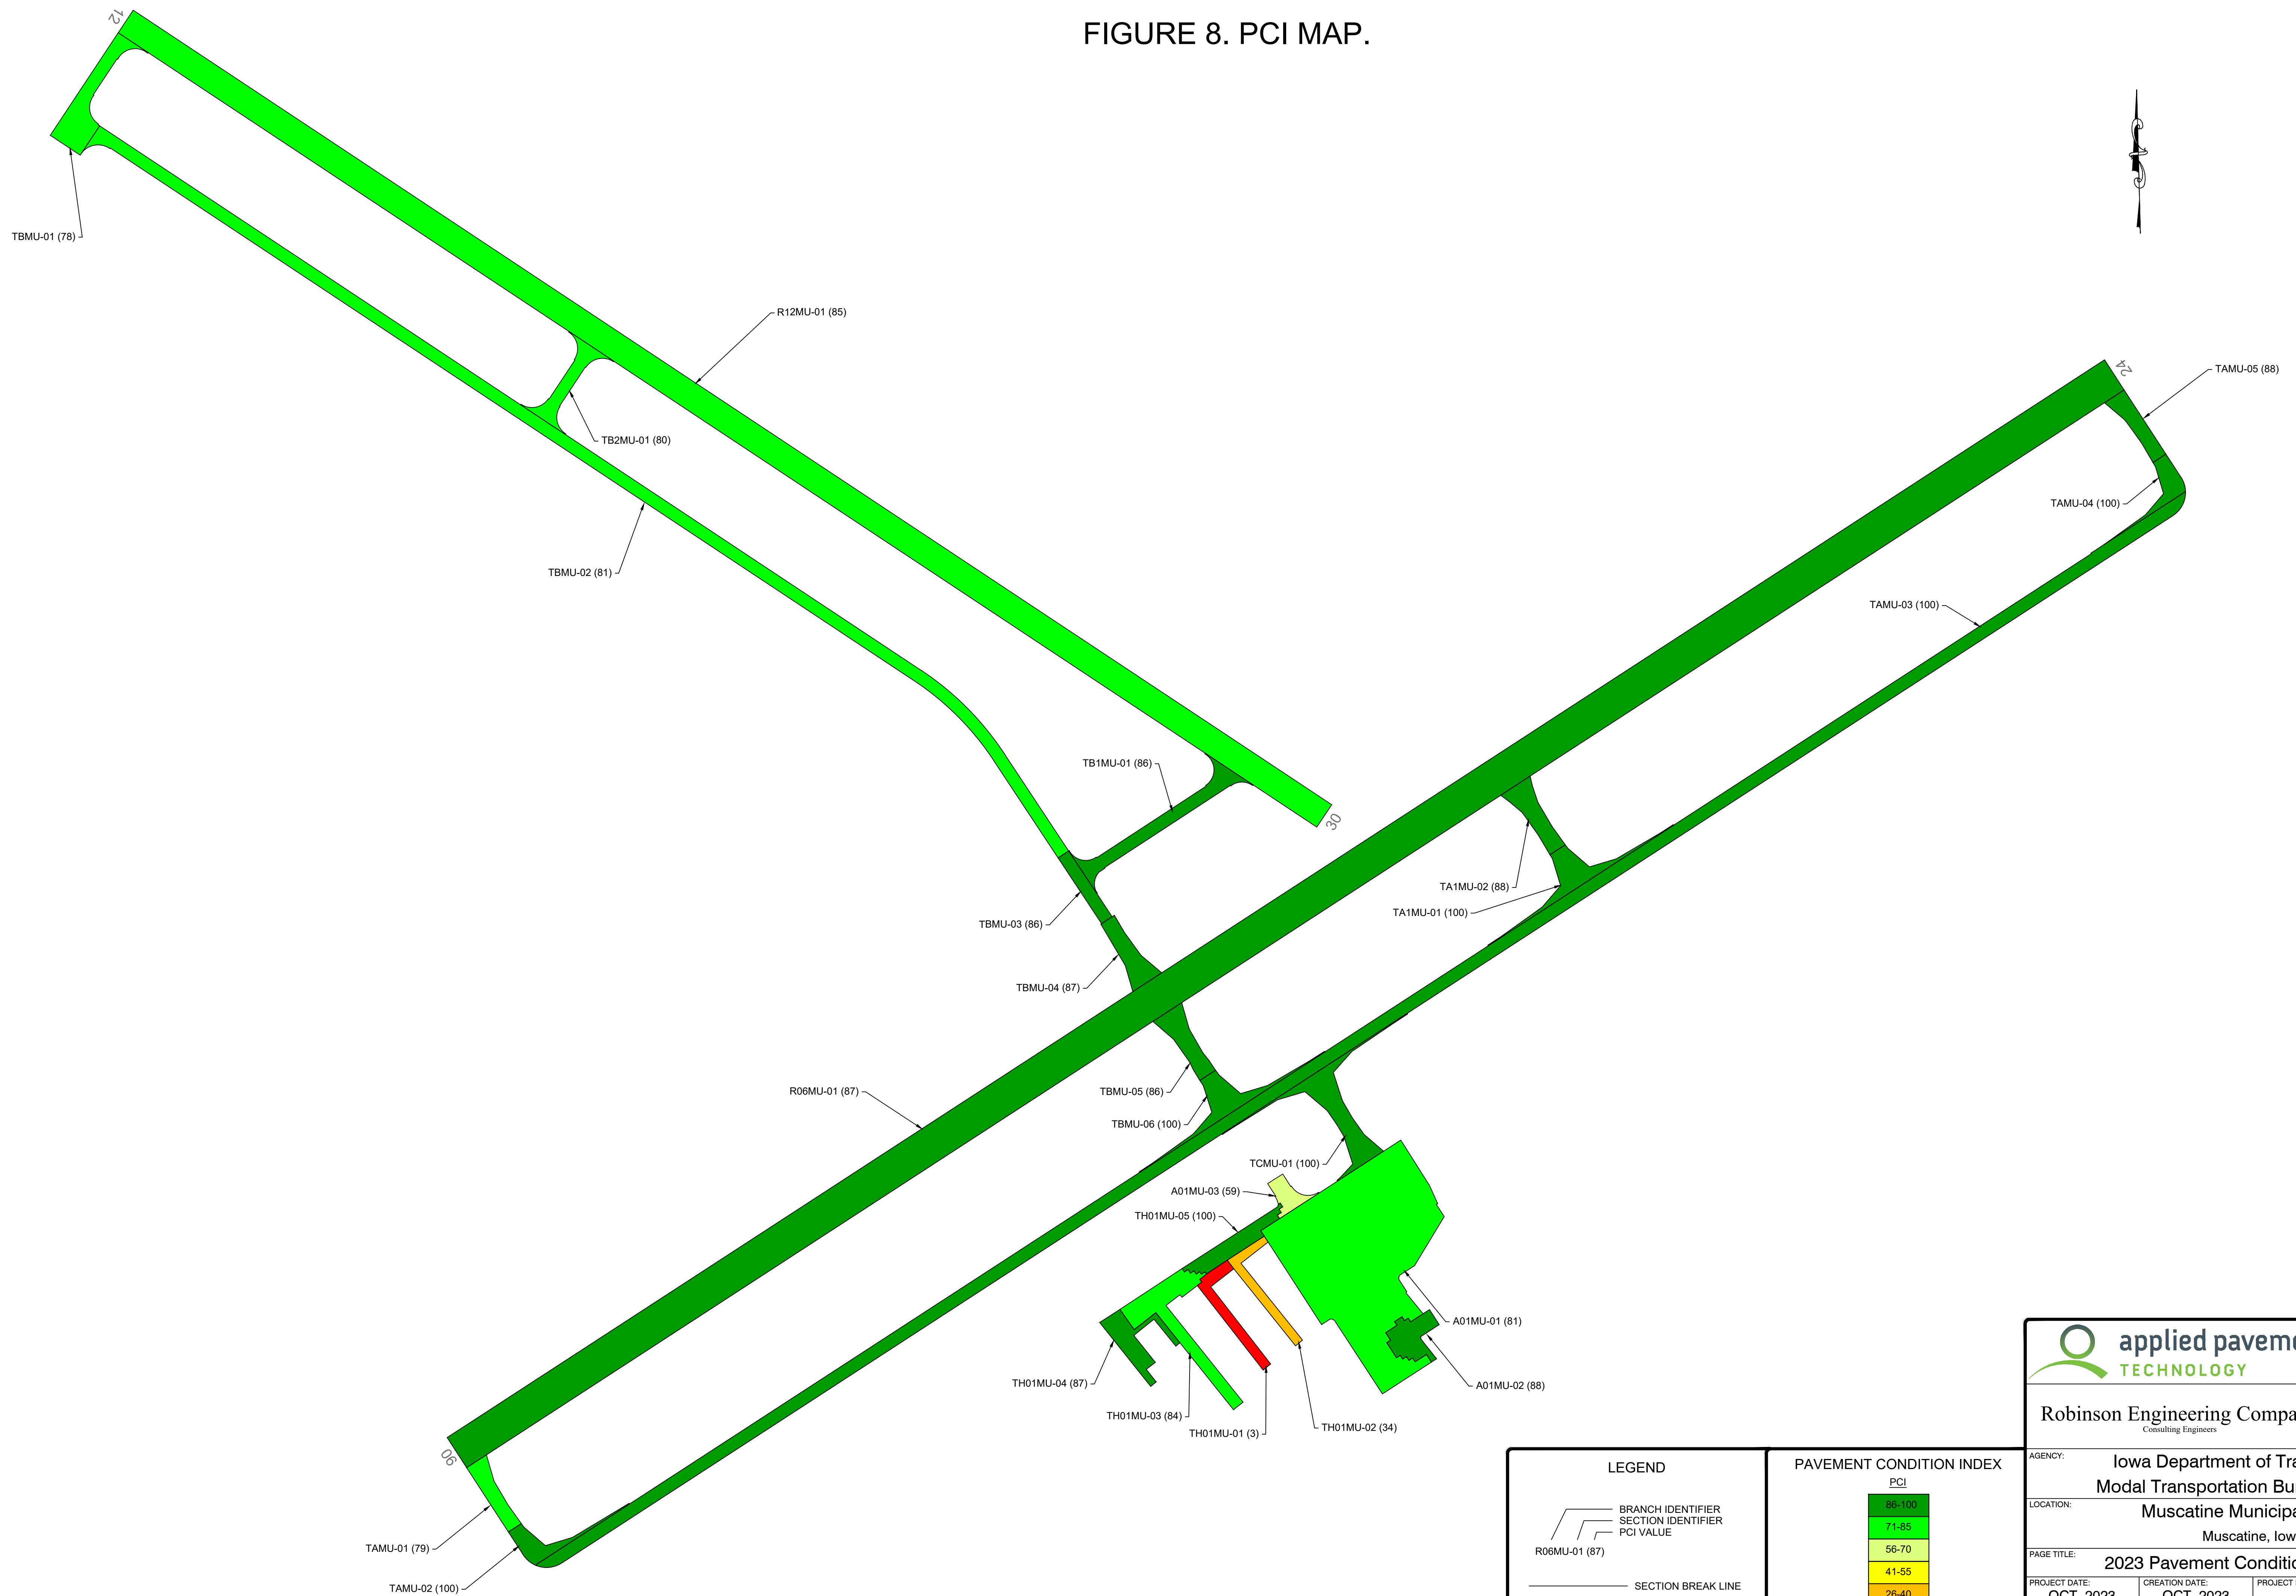 FIGURE 8. PCI MAP.
12
TBMU-01 (78)
R12MU-01 (85)
24
TAMU-05 (88)
TB2MU-01 (80)
TAMU-04 (100)
TBMU-02 (81)
TAMU-03 (100)
TB1MU-01 (86)
30
TA1MU-02 (88)
TA1MU-01 (100)
TBMU-03 (86)
TBMU-04 (87)
R06MU-01 (87)
TBMU-05 (86)
TBMU-06 (100)
TCMU-01 (100)
A01MU-03 (59)
TH01MU-05 (100)
A01MU-01 (81)
TH01MU-04 (87)
A01MU-02 (88)
TH01MU-03 (84)
TH01MU-02 (34)
TH01MU-01 (3)
06
TAMU-01 (79)
TAMU-02 (100)
LEGEND
BRANCH IDENTIFIER
SECTION IDENTIFIER
PCI VALUE
R06MU-01 (87)
SECTION BREAK LINE
PAVEMENT CONDITION INDEX
PCI
86-100
71-85
56-70
41-55
26-40
applied paveme
TECHNOLOGY
Robinson Engineering Compa
Consulting Engineers
AGENCY:
Iowa Department of Tra
Modal Transportation Bu
LOCATION:
Muscatine Municipa
Muscatine, Iow
PAGE TITLE:
2023 Pavement Conditio
PROJECT DATE:
OCT. 2023
CREATION DATE:
OCT. 2023
PROJECT